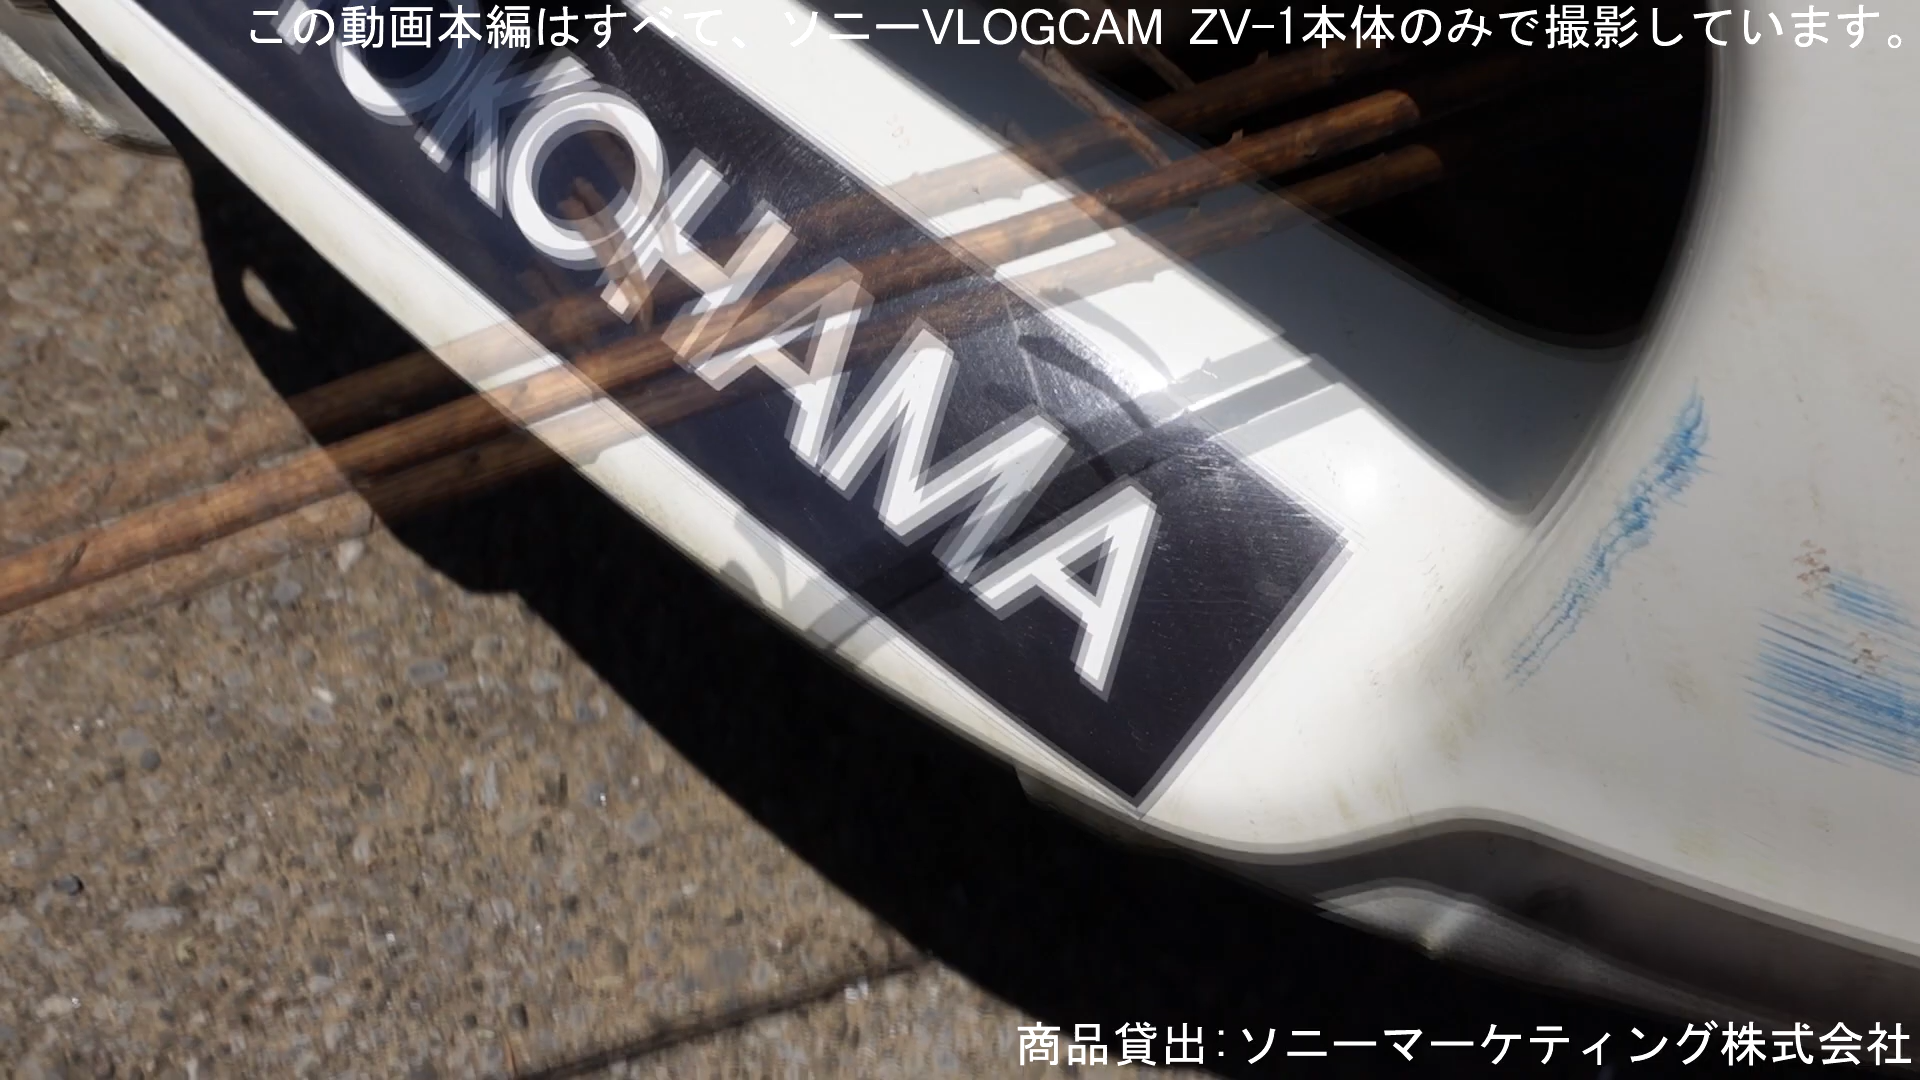 この動画本編はすべて、ソニーVLOGCAM ZV-1本体のみで撮影しています。
YOKOHAMA
商品貸出:ソニーマーケティング株式会社